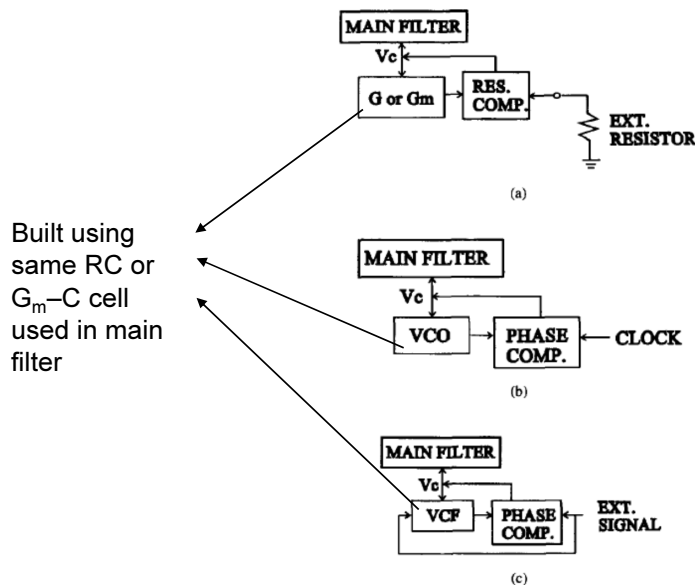 MAIN FILTER
Vc
G or Gm
RES.
COMP.
EXT.
RESISTOR
(a)
Built using
same RC or
Gm–C cell
used in main
filter
MAIN FILTER
Vc
VCO
PHASE
COMP.
CLOCK
(b)
MAIN FILTER
Vc
VCF
PHASE
COMP.
EXT.
SIGNAL
(c)